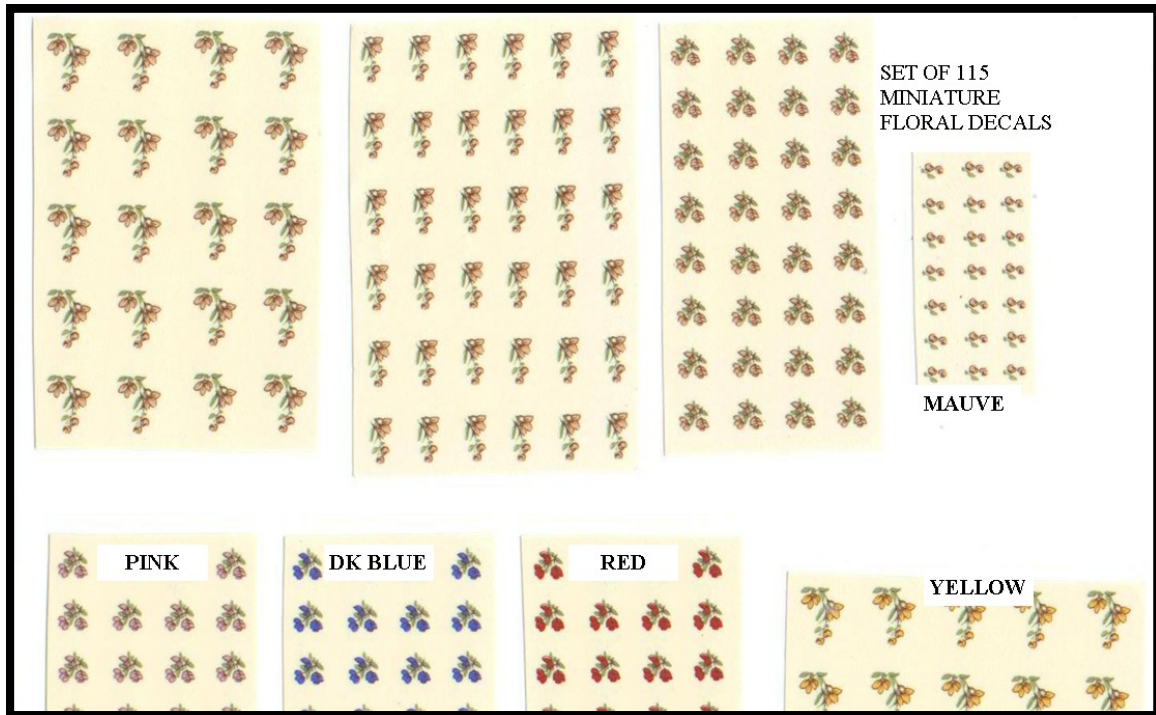 SET OF 115
MINIATURE
FLORAL DECALS
MAUVE
PINK
DK BLUE
RED
YELLOW